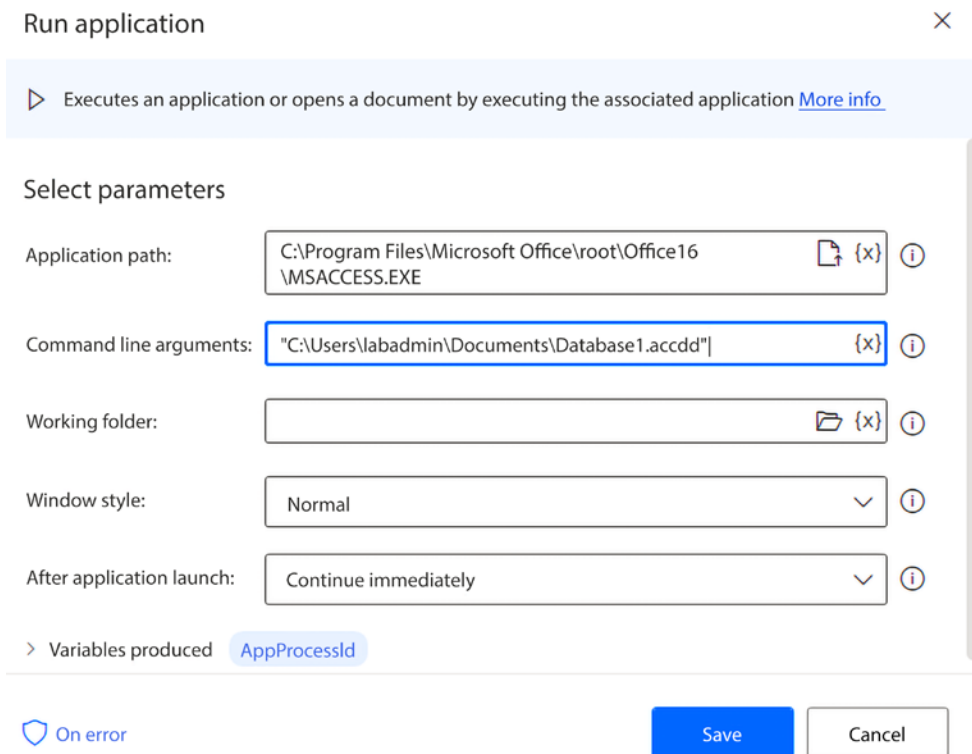 Run application
Executes an application or opens a document by executing the associated application More info
Select parameters
Application path:
C:\Program Files\Microsoft Office\root\Office16
\MSACCESS.EXE
{x}
Command line arguments:
"C:\Users\labadmin\Documents\Database1.accdd"
{x}
Working folder:
{x}
Window style:
Normal
After application launch:
Continue immediately
Variables produced AppProcessId
On error
Save
Cancel